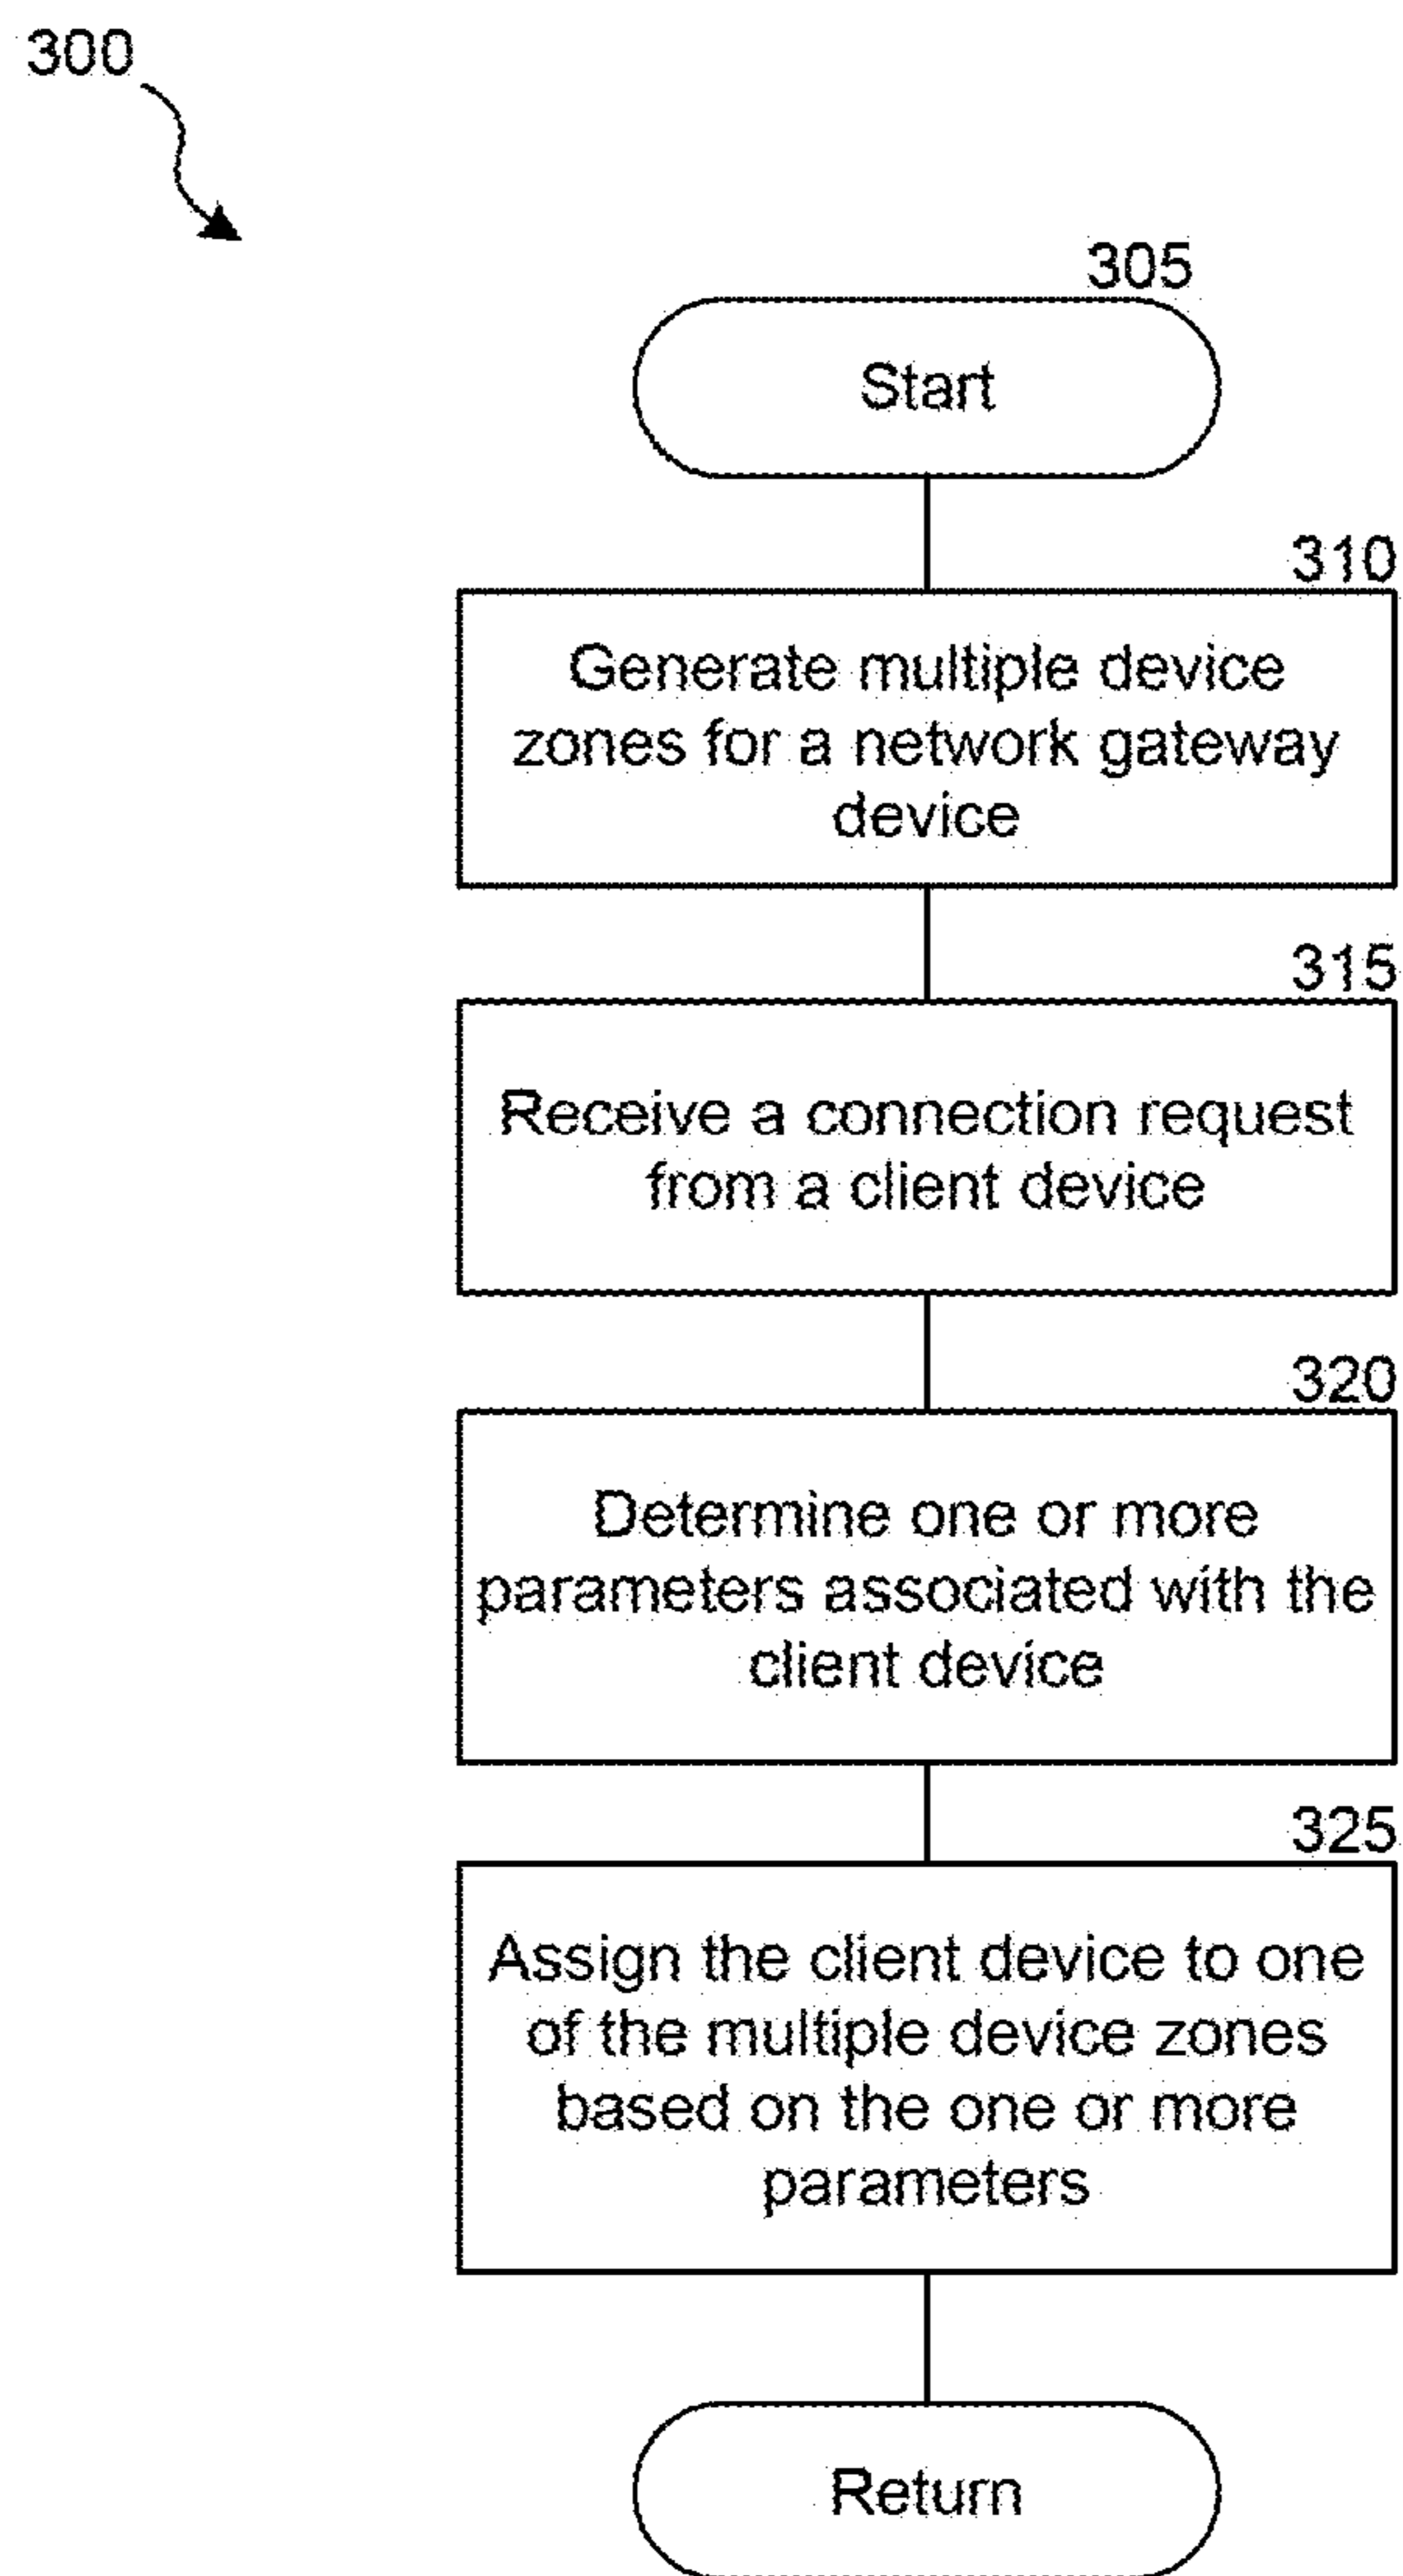 300
305
Start
310
Generate multiple device
zones for a network gateway
device
315
Receive a connection request
from a client device
320
Determine one or more
parameters associated with the
client device
325
Assign the client device to one
of the multiple device zones
based on the one or more
parameters
Return